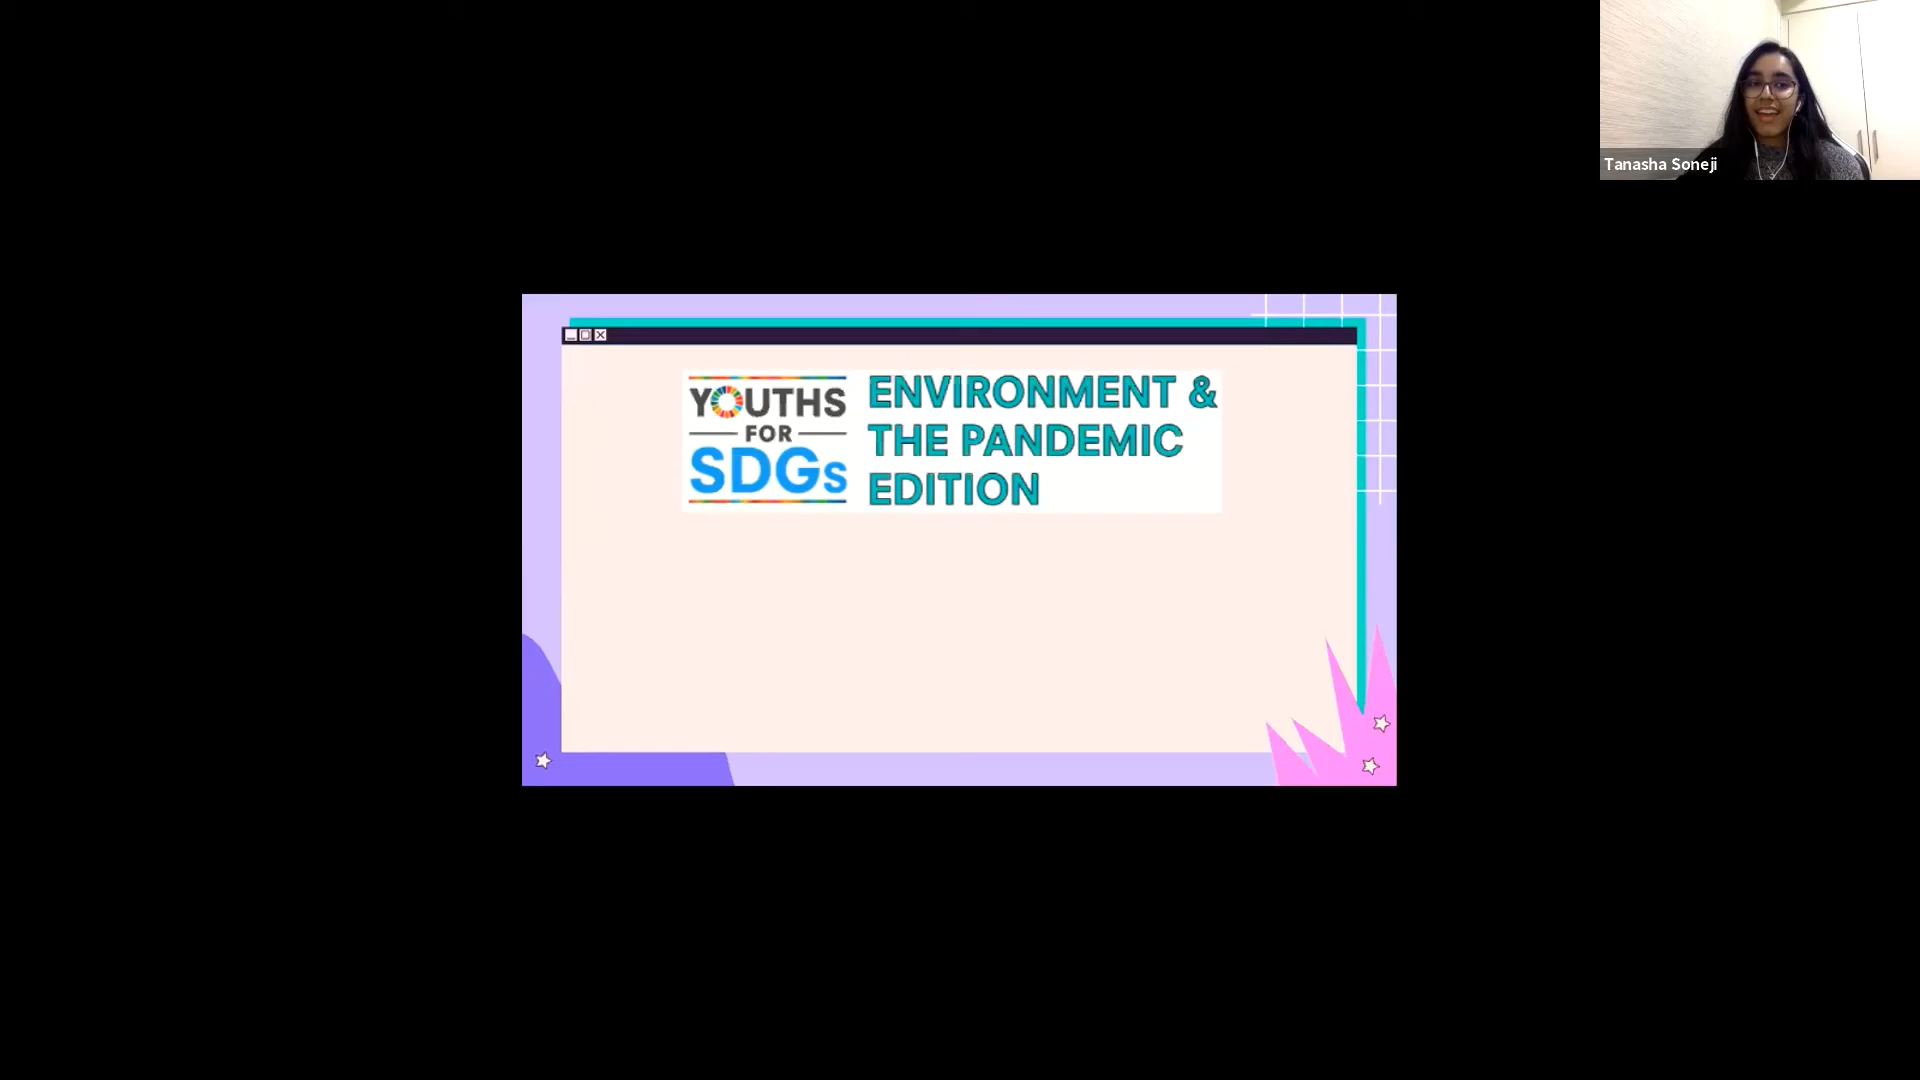 Tanasha Soneji
YOUTHS
FOR
SDGs
ENVIRONMENT &
THE PANDEMIC
EDITION